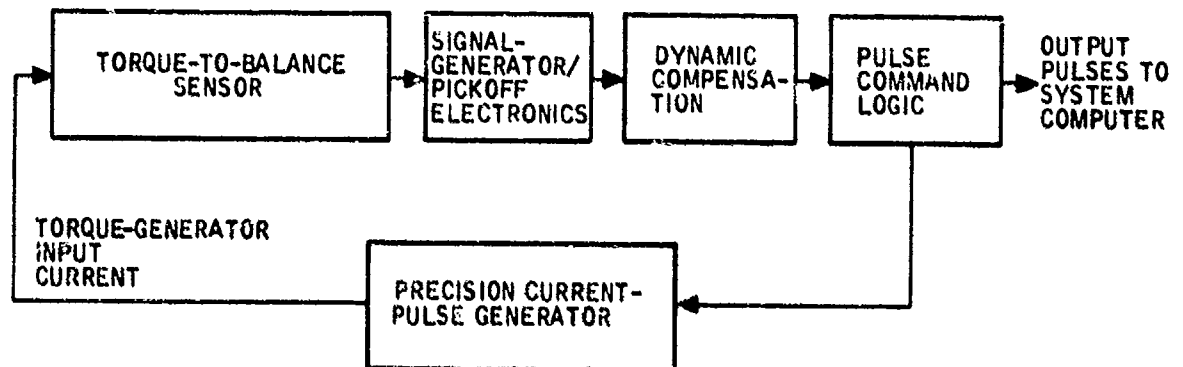 TORQUE-TO-BALANCE
SENSOR
SIGNAL-
GENERATOR/
PICKOFF
ELECTRONICS
DYNAMIC
COMPENSA-
TION
PULSE
COMMAND
LOGIC
OUTPUT
PULSES TO
SYSTEM
COMPUTER
TORQUE-GENERATOR
INPUT
CURRENT
PRECISION CURRENT-
PULSE GENERATOR